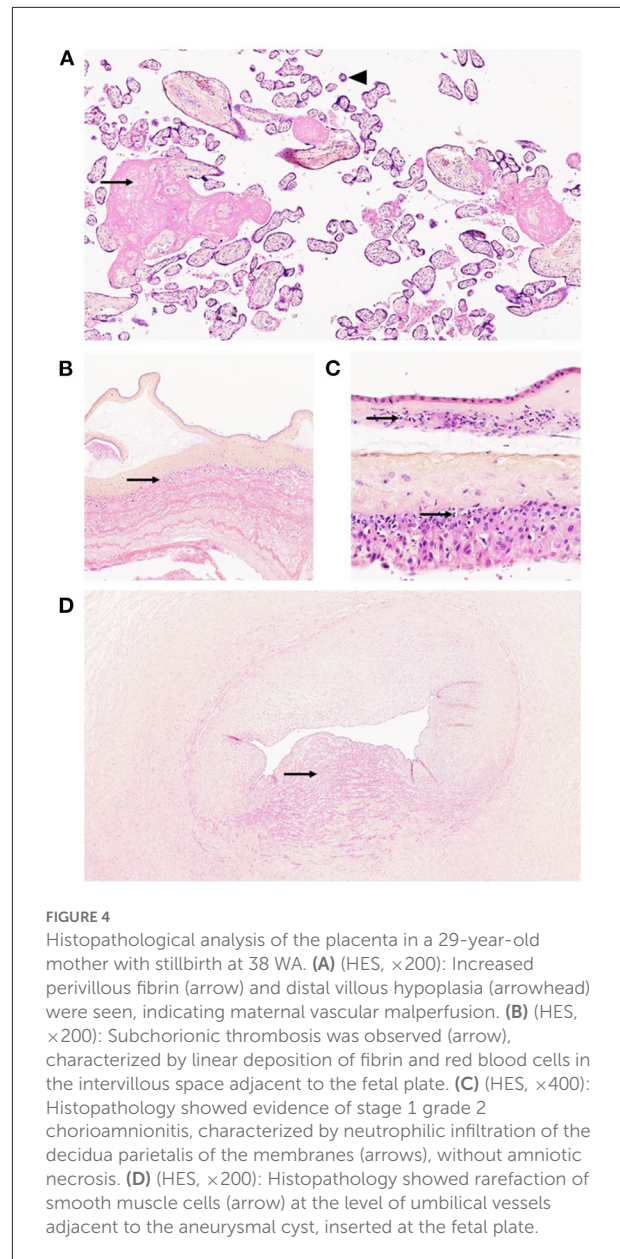 A
B
C
D
FIGURE 4
Histopathological analysis of the placenta in a 29-year-old
mother with stillbirth at 38 WA. (A) (HES, ×200): Increased
perivillous fibrin (arrow) and distal villous hypoplasia (arrowhead)
were seen, indicating maternal vascular malperfusion. (B) (HES,
×200): Subchorionic thrombosis was observed (arrow),
characterized by linear deposition of fibrin and red blood cells in
the intervillous space adjacent to the fetal plate. (C) (HES, ×400):
Histopathology showed evidence of stage 1 grade 2
chorioamnionitis, characterized by neutrophilic infiltration of the
decidua parietalis of the membranes (arrows), without amniotic
necrosis. (D) (HES, ×200): Histopathology showed rarefaction of
smooth muscle cells (arrow) at the level of umbilical vessels
adjacent to the aneurysmal cyst, inserted at the fetal plate.